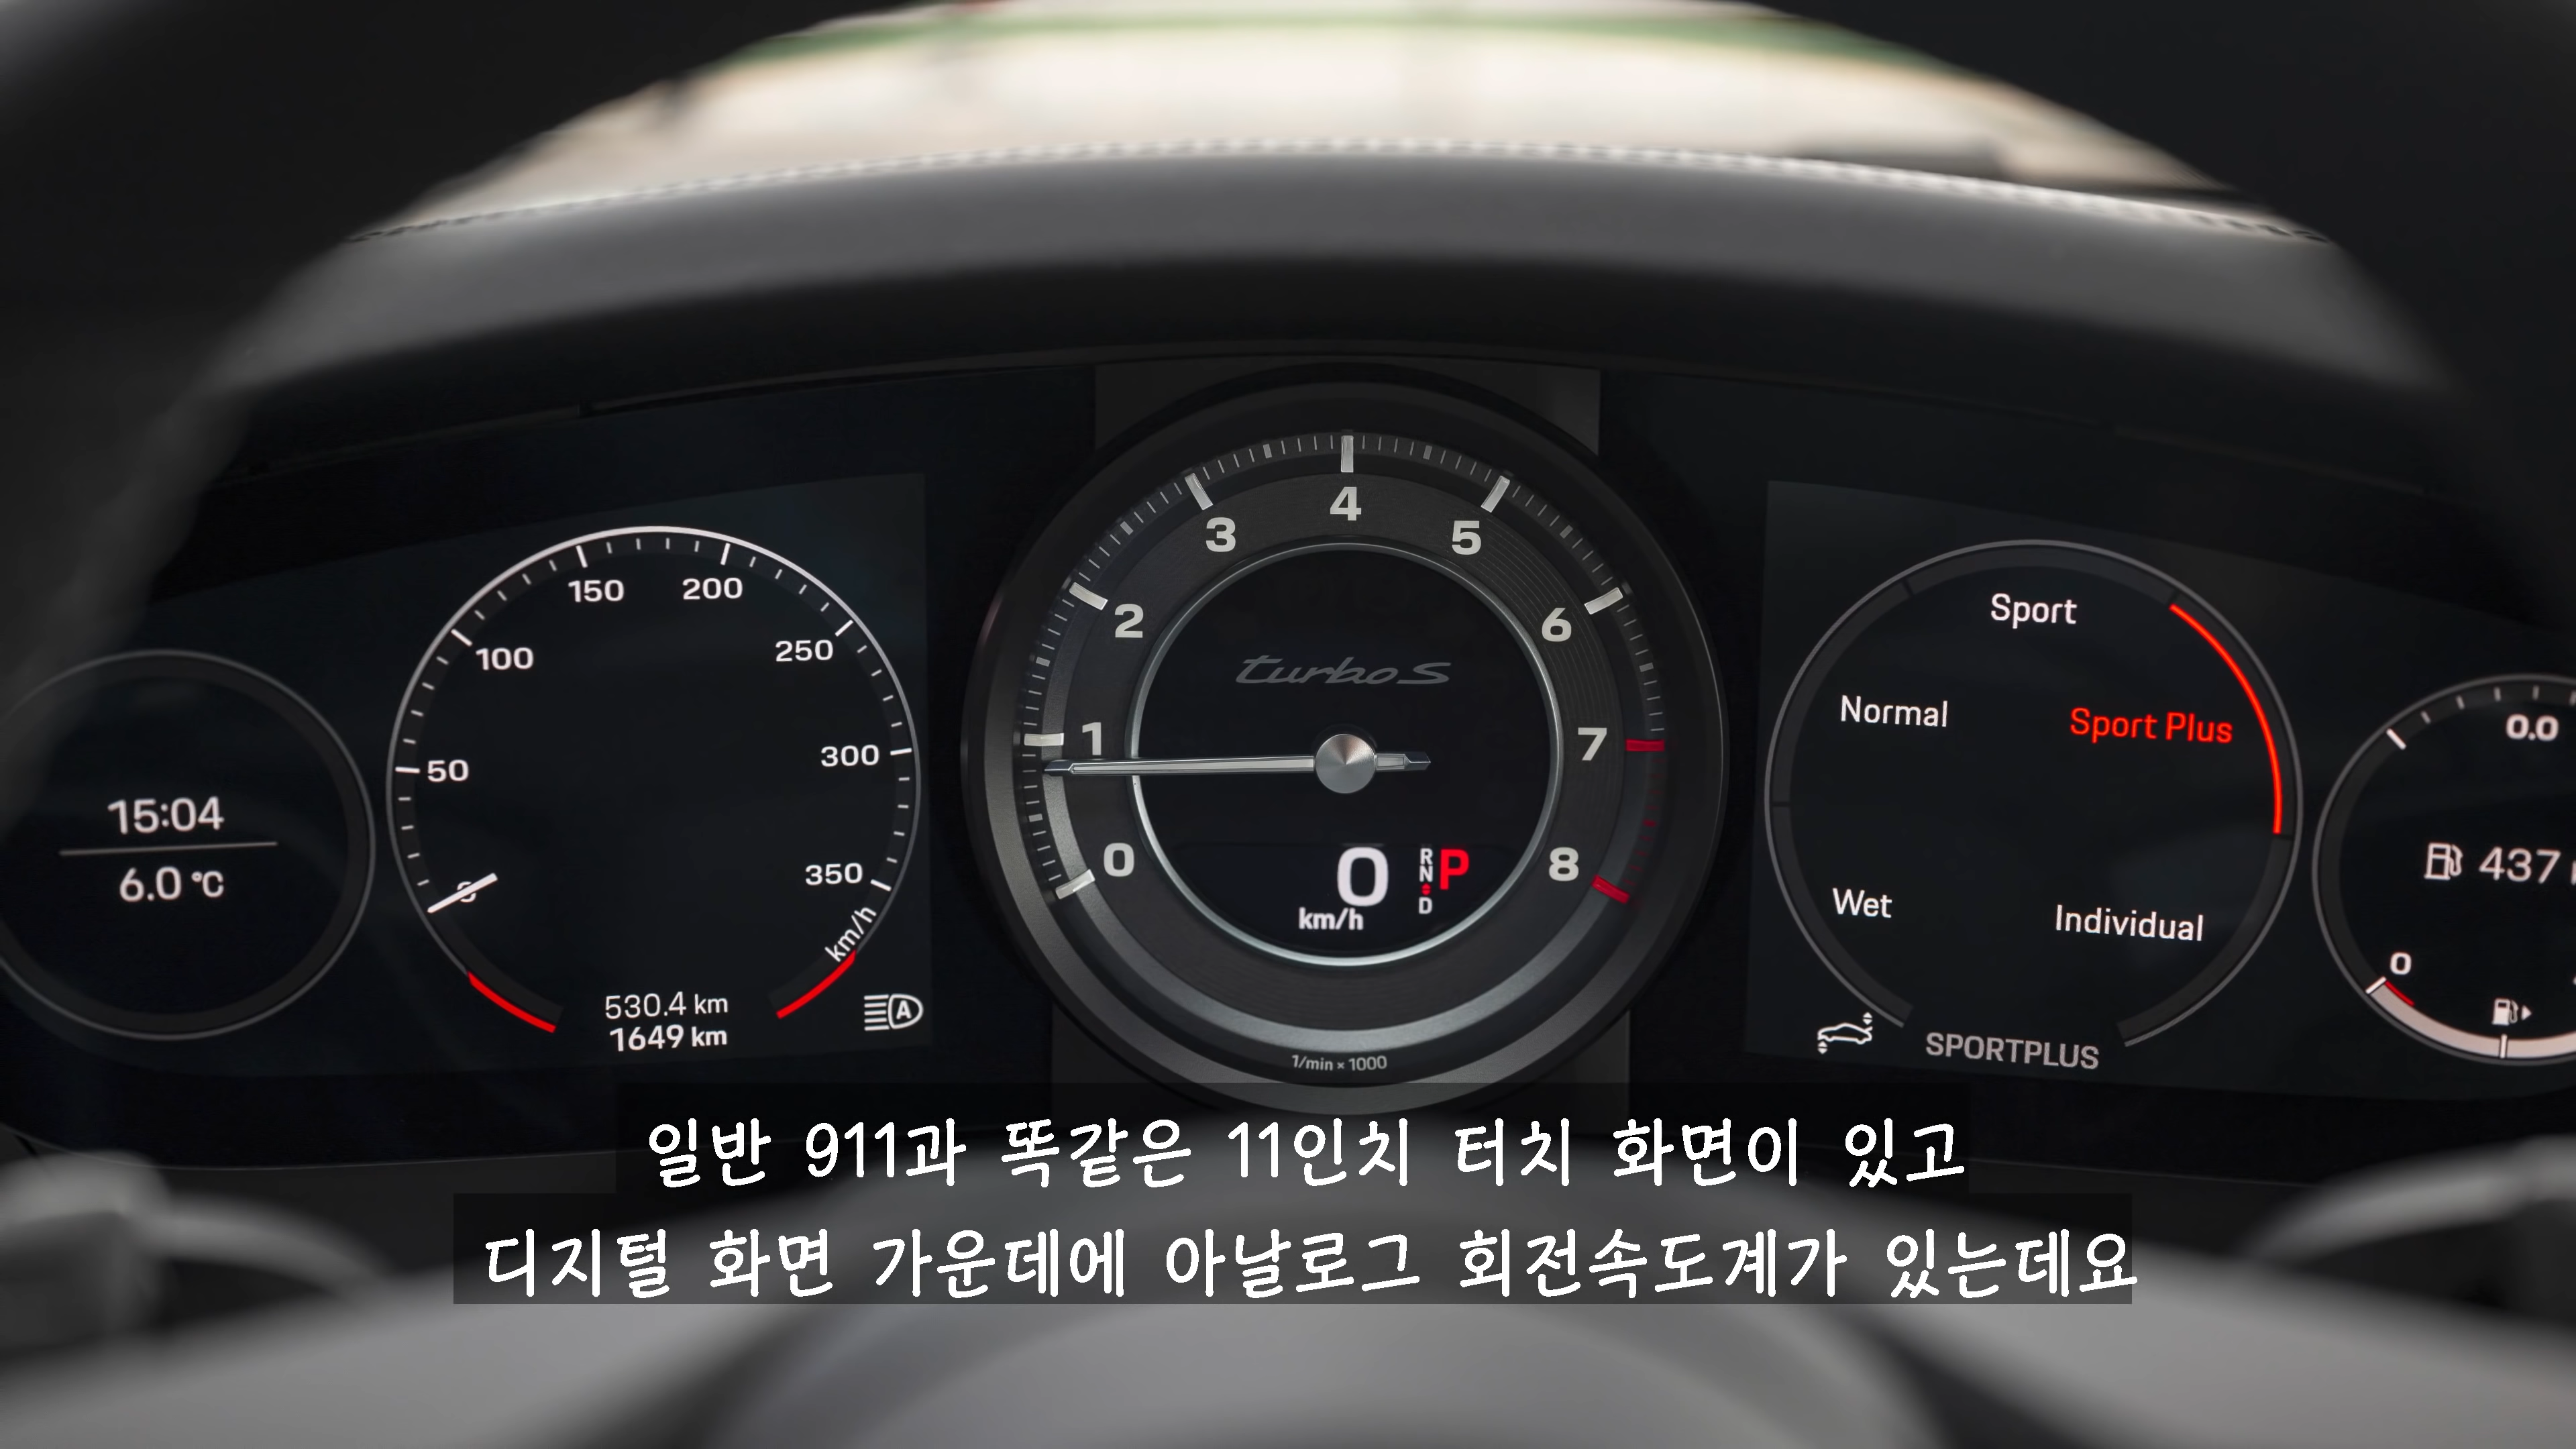 150 200
100 250
50 300
0 350
km/h
15:04
6.0 °C
530.4 km
1649 km
A
4
3 5
2 6
turbo S
1 7
0 8
0 km/h
R
N
D
P
1/min × 1000
Sport
Normal Sport Plus
Wet Individual
SPORTPLUS
0.0
437
0
일반 911과 똑같은 11인치 터치 화면이 있고
디지털 화면 가운데에 아날로그 회전속도계가 있는데요